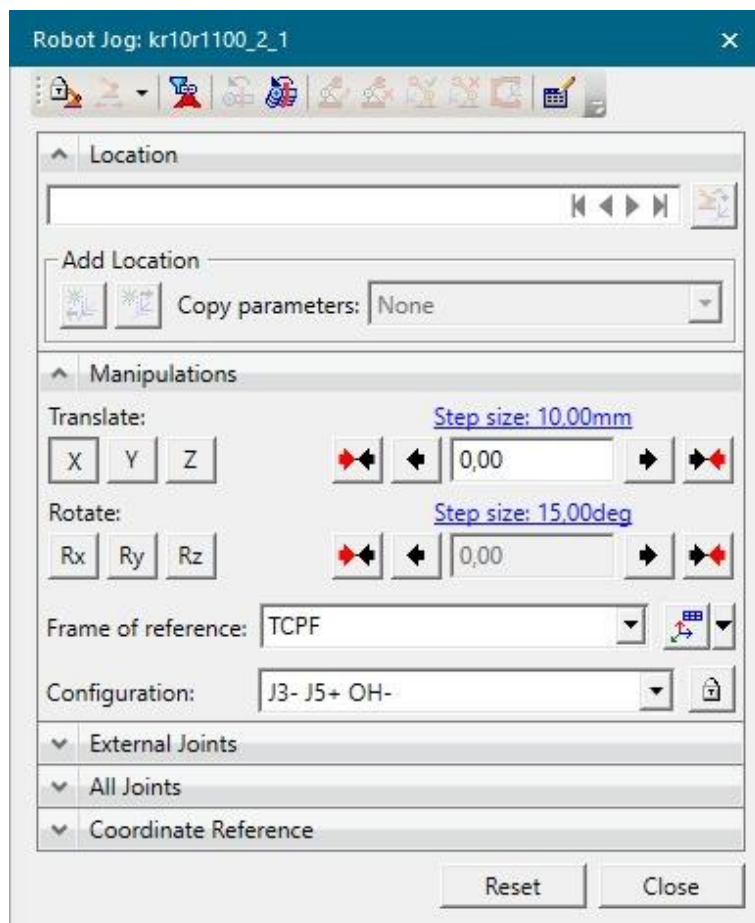 Robot Jog: kr10r1100_2_1
Location
Add Location
Copy parameters: None
Manipulations
Translate: Step size: 10,00mm
X Y Z 0,00
Rotate: Step size: 15,00deg
Rx Ry Rz 0,00
Frame of reference: TCPF
Configuration: J3- J5+ OH-
External Joints
All Joints
Coordinate Reference
Reset Close